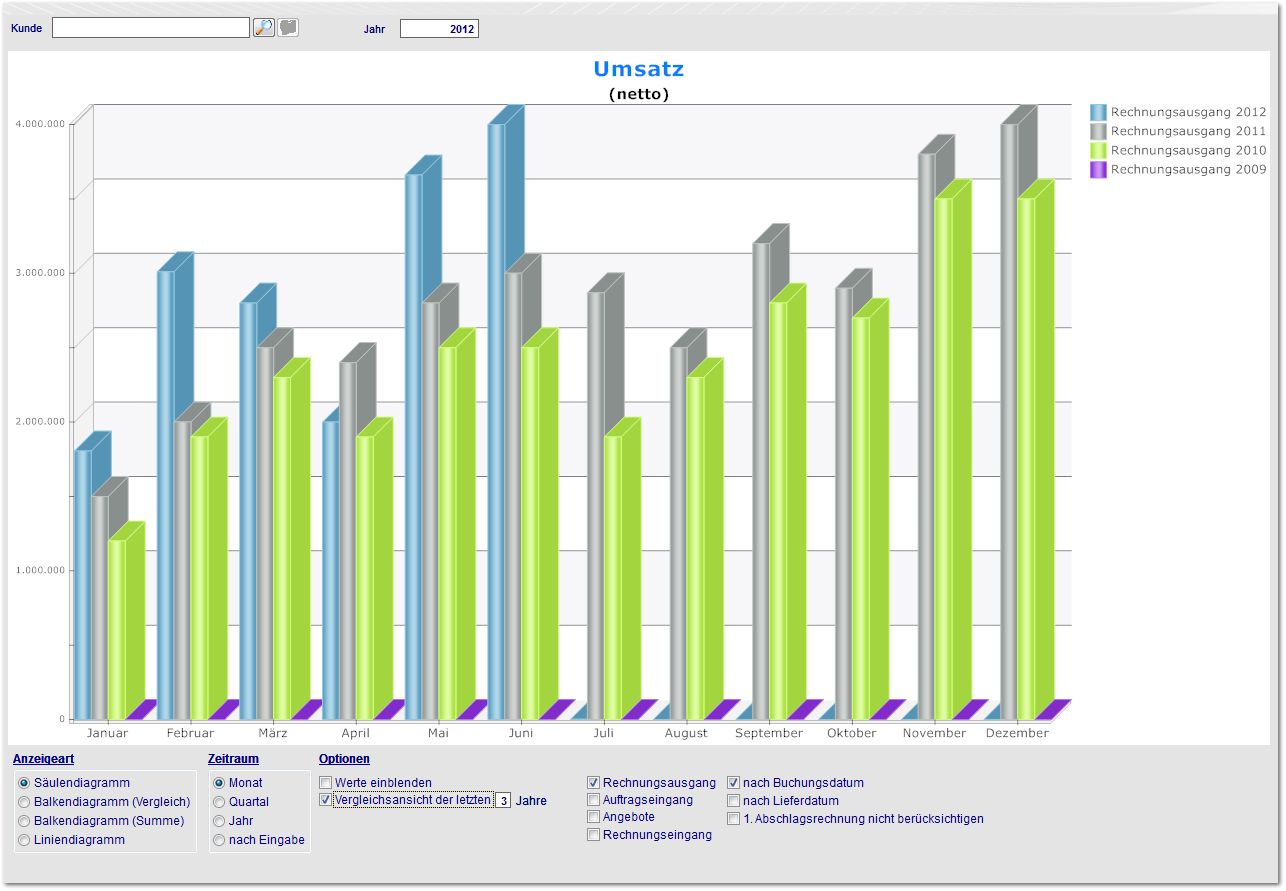 Kunde Jahr 2012
Umsatz
(netto)
Rechnungsausgang 2012
Rechnungsausgang 2011
Rechnungsausgang 2010
Rechnungsausgang 2009
4.000.000
3.000.000
2.000.000
1.000.000
0
Januar Februar März April Mai Juni Juli August September Oktober November Dezember
Anzeigeart
Säulendiagramm
Balkendiagramm (Vergleich)
Balkendiagramm (Summe)
Liniendiagramm
Zeitraum
Monat
Quartal
Jahr
nach Eingabe
Optionen
Werte einblenden
Vergleichsansicht der letzten 3 Jahre
Rechnungsausgang
Auftragseingang
Angebote
Rechnungseingang
nach Buchungsdatum
nach Lieferdatum
1. Abschlagsrechnung nicht berücksichtigen